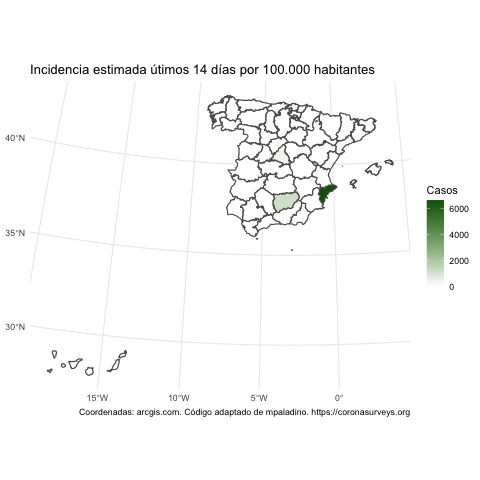 Incidencia estimada útimos 14 días por 100.000 habitantes
40°N
35°N
30°N
15°W
10°W
5°W
0°
Casos
6000
4000
2000
0
Coordenadas: arcgis.com. Código adaptado de mpaladino. https://coronasurveys.org